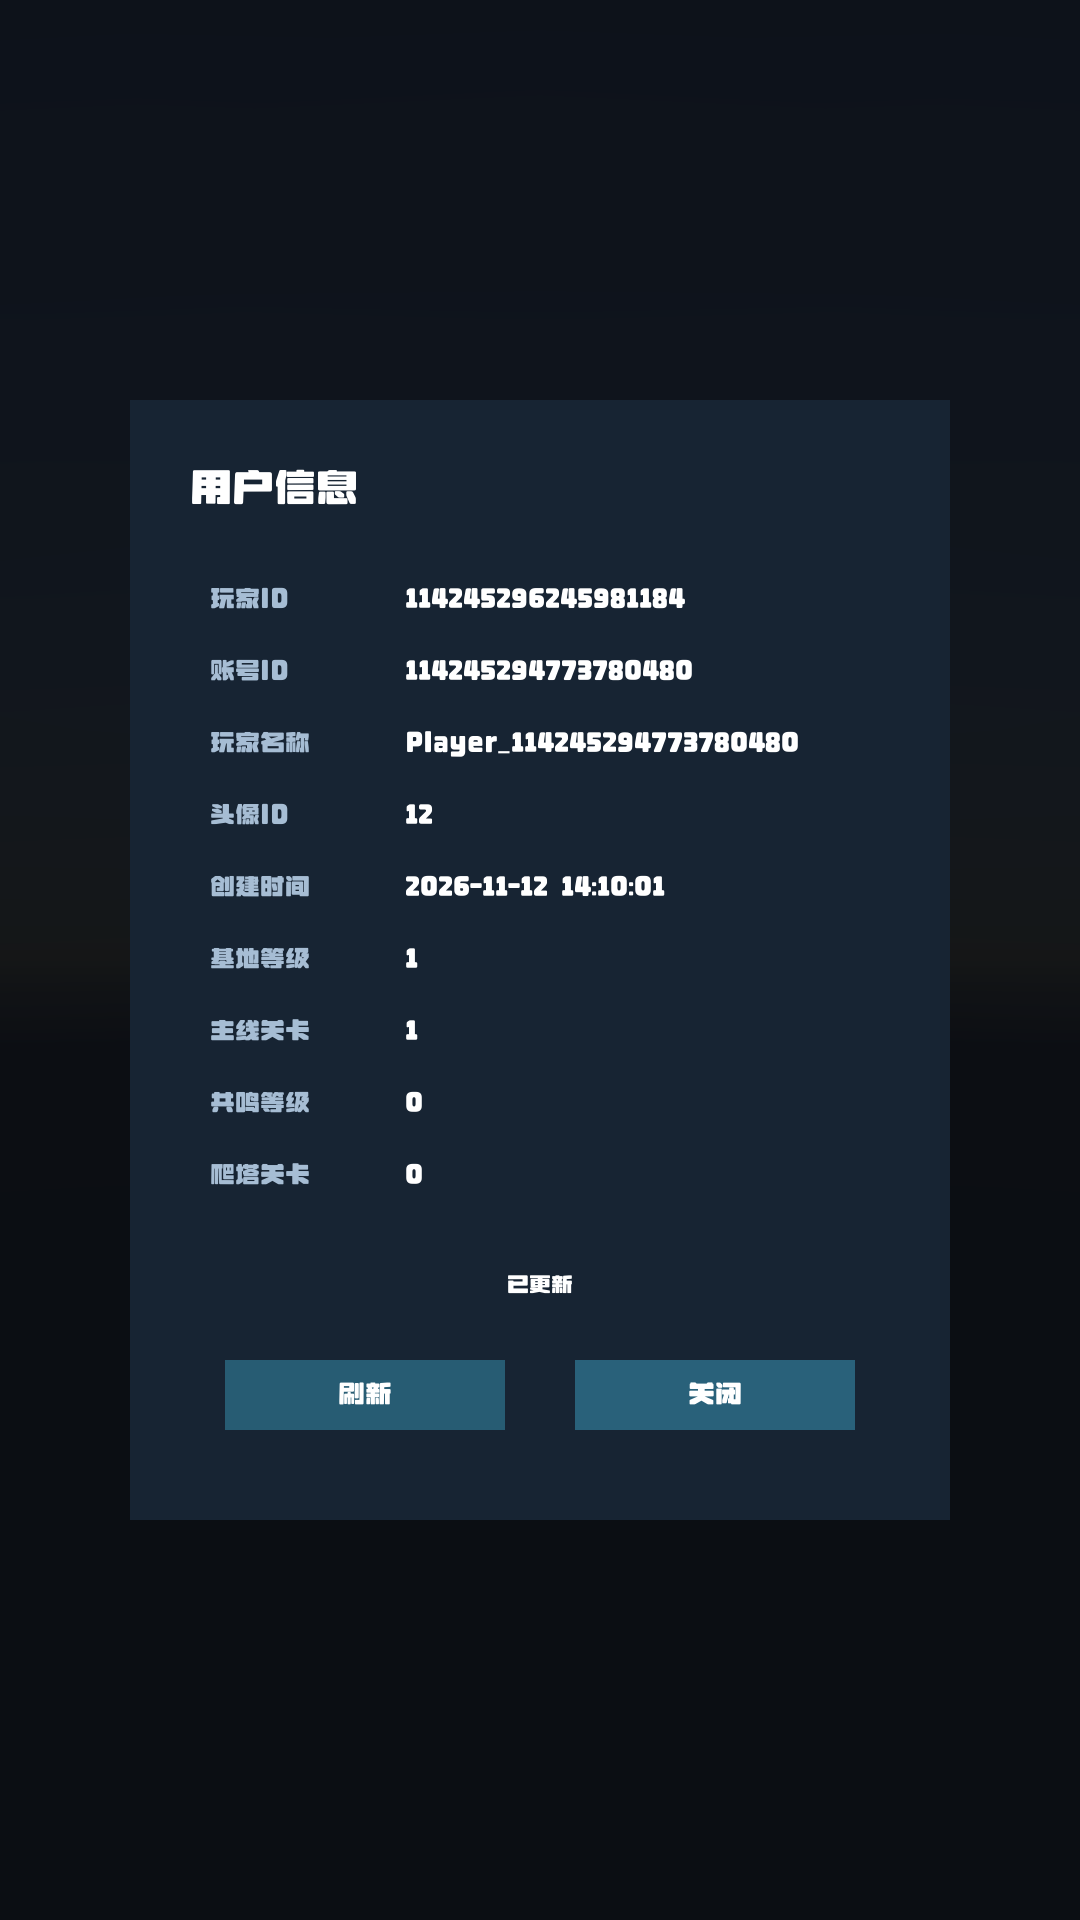 用户信息
玩家ID 114245296245981184
账号ID 114245294773780480
玩家名称 Player_114245294773780480
头像ID 12
创建时间 2026-11-12 14:10:01
基地等级 1
主线关卡 1
共鸣等级 0
爬塔关卡 0
已更新
刷新 关闭